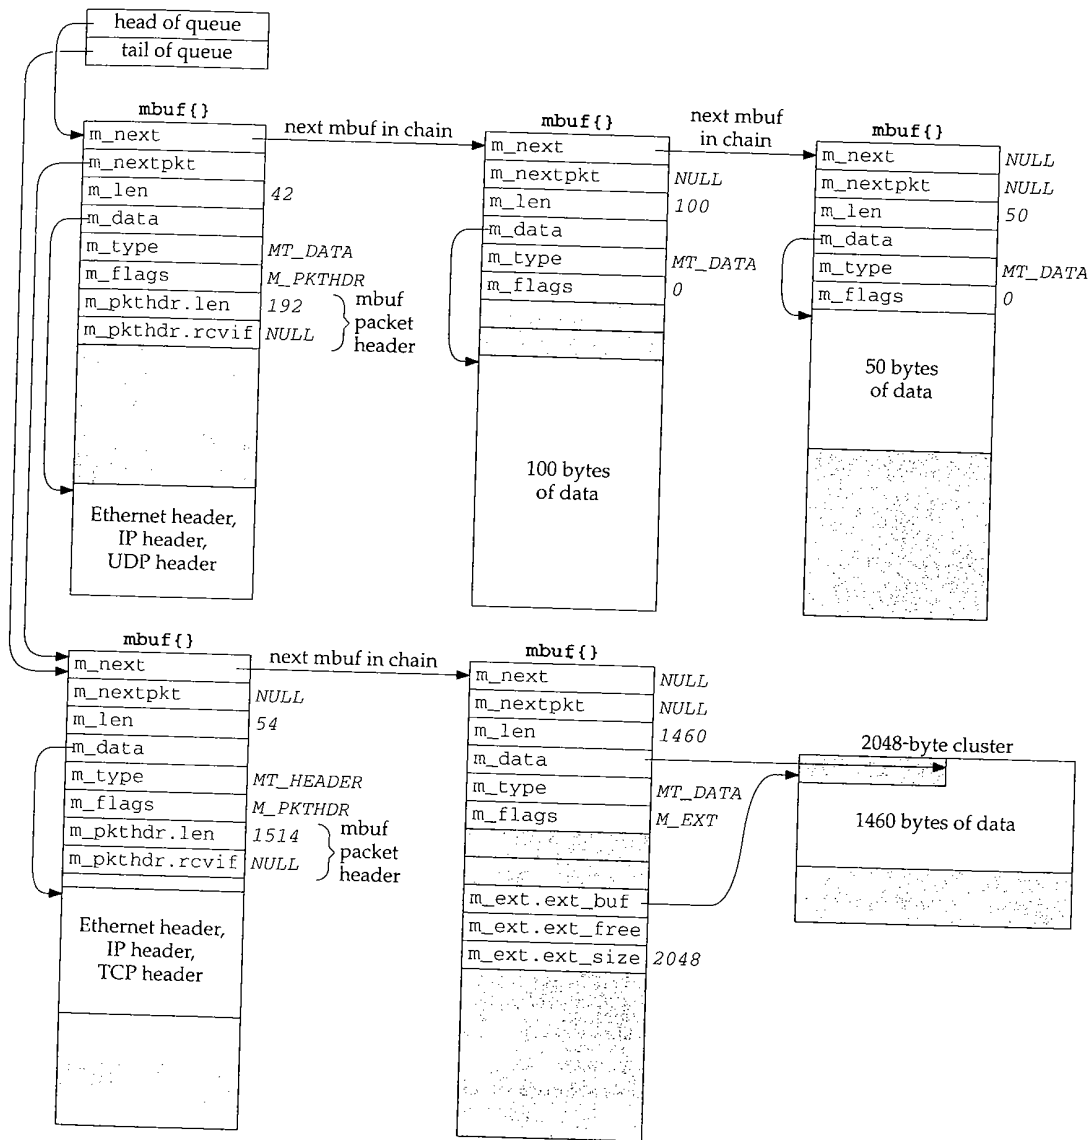 head of queue
tail of queue
mbuf{}
m_next
m_nextpkt
m_len
42
m_data
m_type
MT_DATA
m_flags
M_PKTHDR
m_pkthdr.len
192
m_pkthdr.rcvif
NULL
mbuf
packet
header
Ethernet header,
IP header,
UDP header
next mbuf in chain
mbuf{}
m_next
m_nextpkt
NULL
m_len
100
m_data
m_type
MT_DATA
m_flags
0
100 bytes
of data
next mbuf
in chain
mbuf{}
m_next
NULL
m_nextpkt
NULL
m_len
50
m_data
m_type
MT_DATA
m_flags
0
50 bytes
of data
mbuf{}
m_next
m_nextpkt
NULL
m_len
54
m_data
m_type
MT_HEADER
m_flags
M_PKTHDR
m_pkthdr.len
1514
m_pkthdr.rcvif
NULL
mbuf
packet
header
Ethernet header,
IP header,
TCP header
next mbuf in chain
mbuf{}
m_next
NULL
m_nextpkt
NULL
m_len
1460
m_data
m_type
MT_DATA
m_flags
M_EXT
m_ext.ext_buf
m_ext.ext_free
m_ext.ext_size
2048
2048-byte cluster
1460 bytes of data